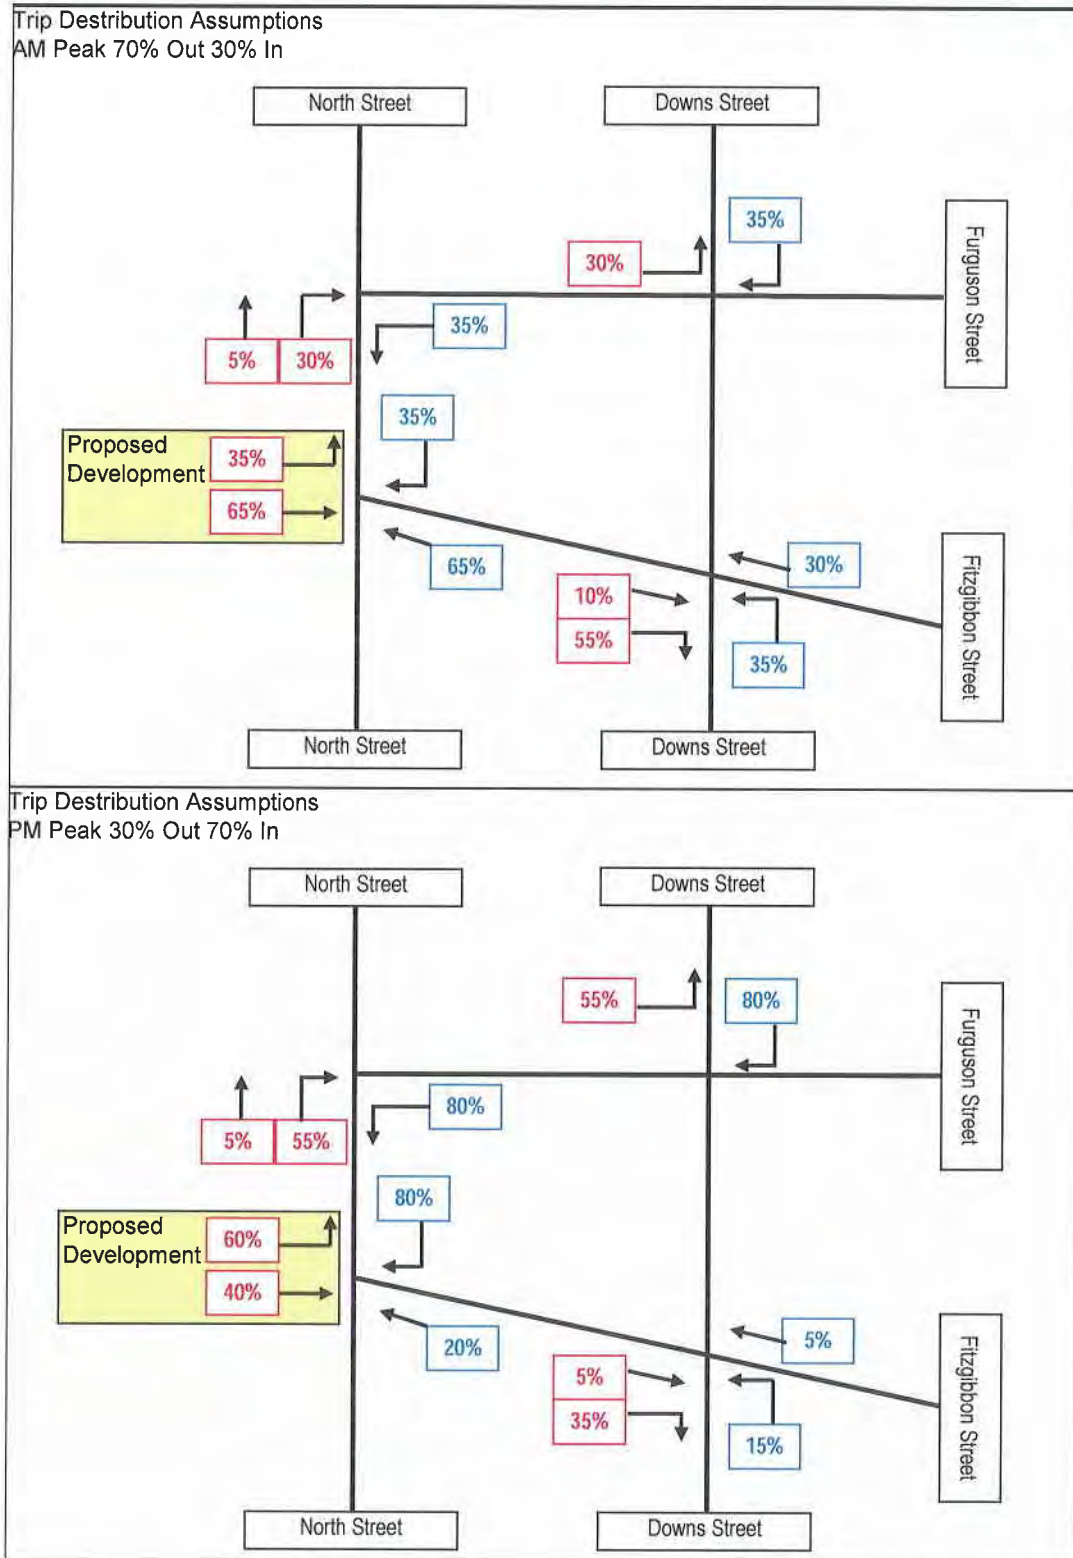 Trip Destribution Assumptions
AM Peak 70% Out 30% In
North Street
Downs Street
35%
30%
Furguson Street
35%
5%
30%
35%
Proposed
Development
35%
65%
65%
30%
10%
55%
35%
Fitzgibbon Street
North Street
Downs Street
Trip Destribution Assumptions
PM Peak 30% Out 70% In
North Street
Downs Street
55%
80%
Furguson Street
80%
5%
55%
80%
Proposed
Development
60%
40%
20%
5%
5%
35%
15%
Fitzgibbon Street
North Street
Downs Street